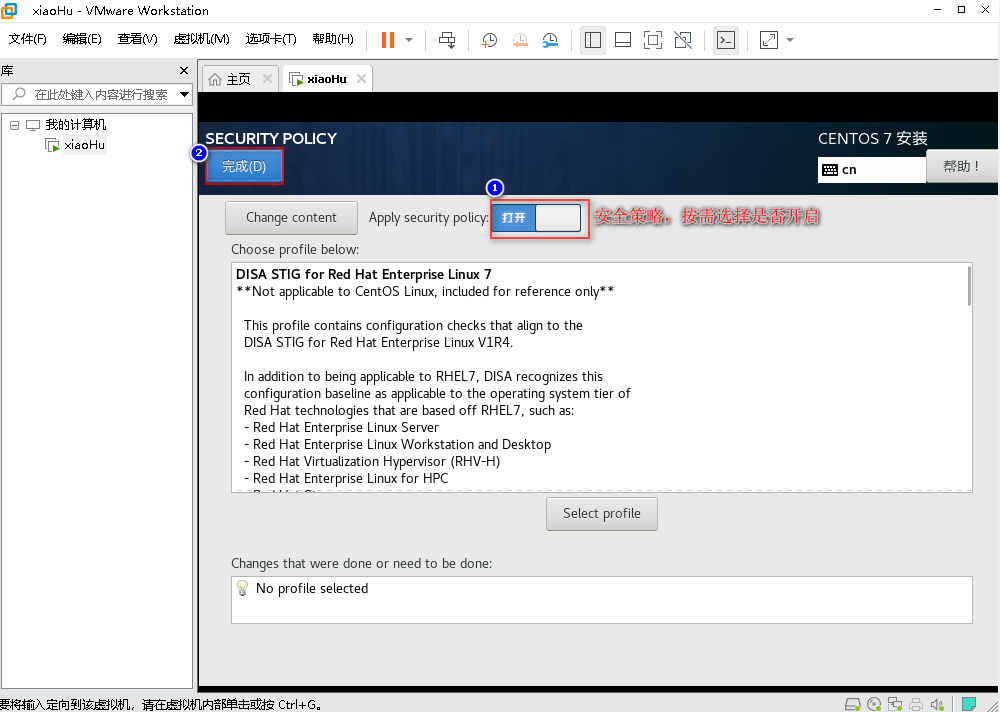 xiaoHu - VMware Workstation
文件(F) 编辑(E) 查看(V) 虚拟机(M) 选项卡(T) 帮助(H)
库
在此处键入内容进行搜索
我的计算机
xiaoHu
主页 xiaoHu
SECURITY POLICY
CENTOS 7 安装
2
完成(D)
cn
帮助！
1
Change content
Apply security policy:
打开
安全策略，按需选择是否开启
Choose profile below:
DISA STIG for Red Hat Enterprise Linux 7
**Not applicable to CentOS Linux, included for reference only**
This profile contains configuration checks that align to the
DISA STIG for Red Hat Enterprise Linux V1R4.
In addition to being applicable to RHEL7, DISA recognizes this
configuration baseline as applicable to the operating system tier of
Red Hat technologies that are based off RHEL7, such as:
- Red Hat Enterprise Linux Server
- Red Hat Enterprise Linux Workstation and Desktop
- Red Hat Virtualization Hypervisor (RHV-H)
- Red Hat Enterprise Linux for HPC
Select profile
Changes that were done or need to be done:
No profile selected
要将输入定向到该虚拟机，请在虚拟机内部单击或按 Ctrl+G。